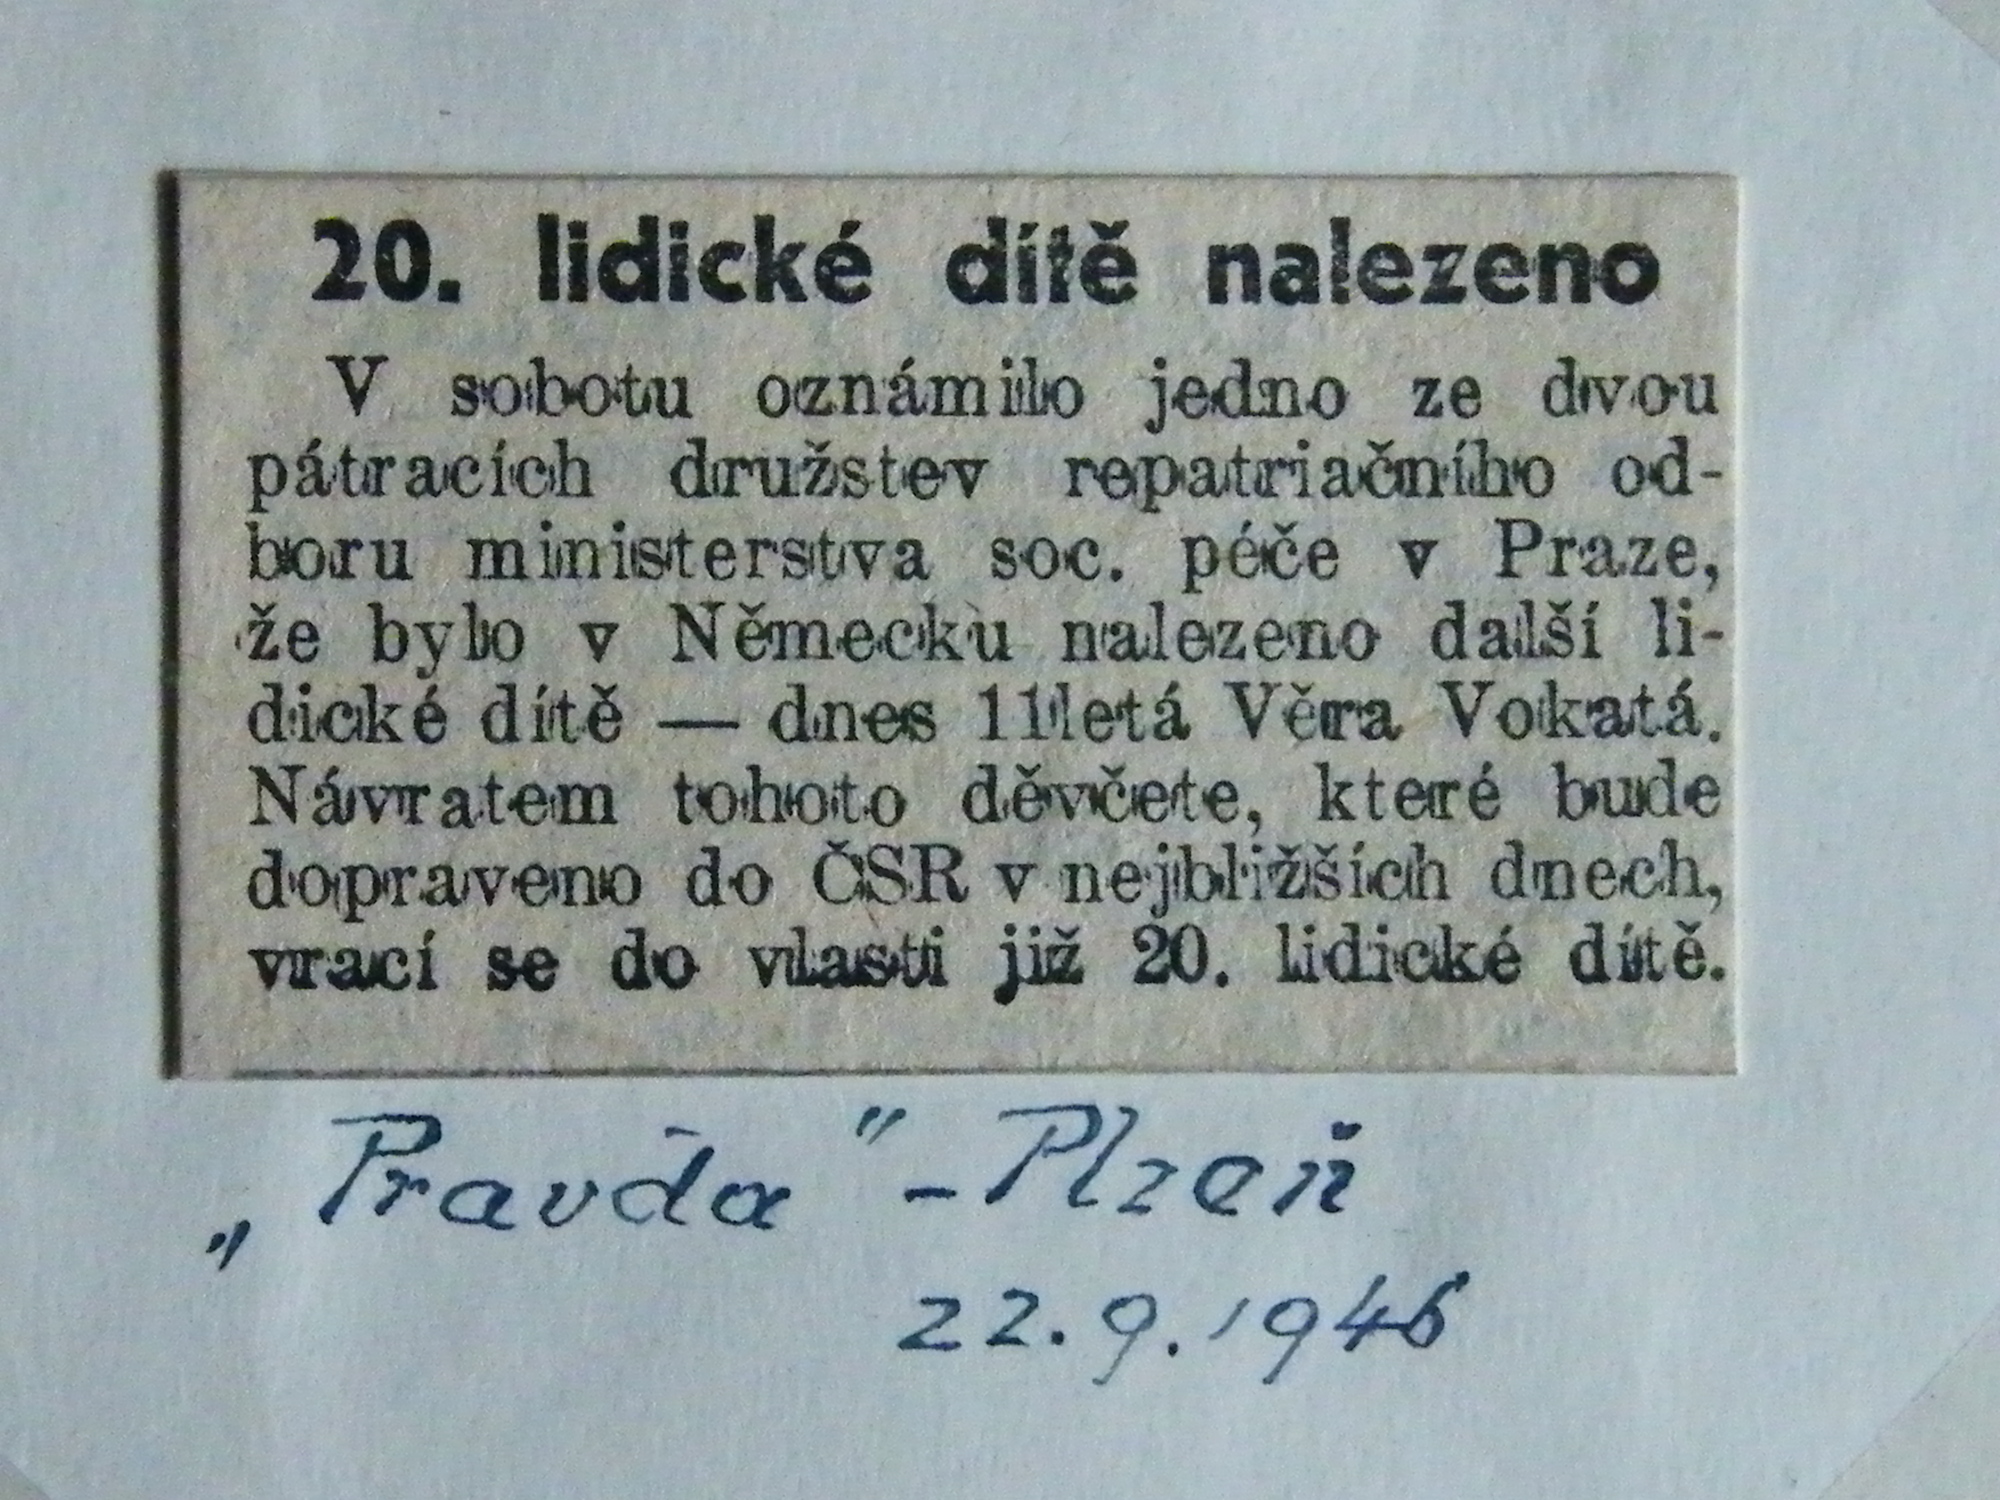 20. lidické dítě nalezeno
V sobotu oznámilo jedno ze dvou
pátracích družstev repatriačního od-
boru ministerstva soc. péče v Praze,
že bylo v Německu nalezeno další li-
dické dítě — dnes 11letá Věra Vokatá.
Návratem tohoto děvčete, které bude
dopraveno do ČSR v nejbližších dnech,
vrací se do vlasti již 20. lidické dítě.
„Pravda" - Plzeň
22.9.1946